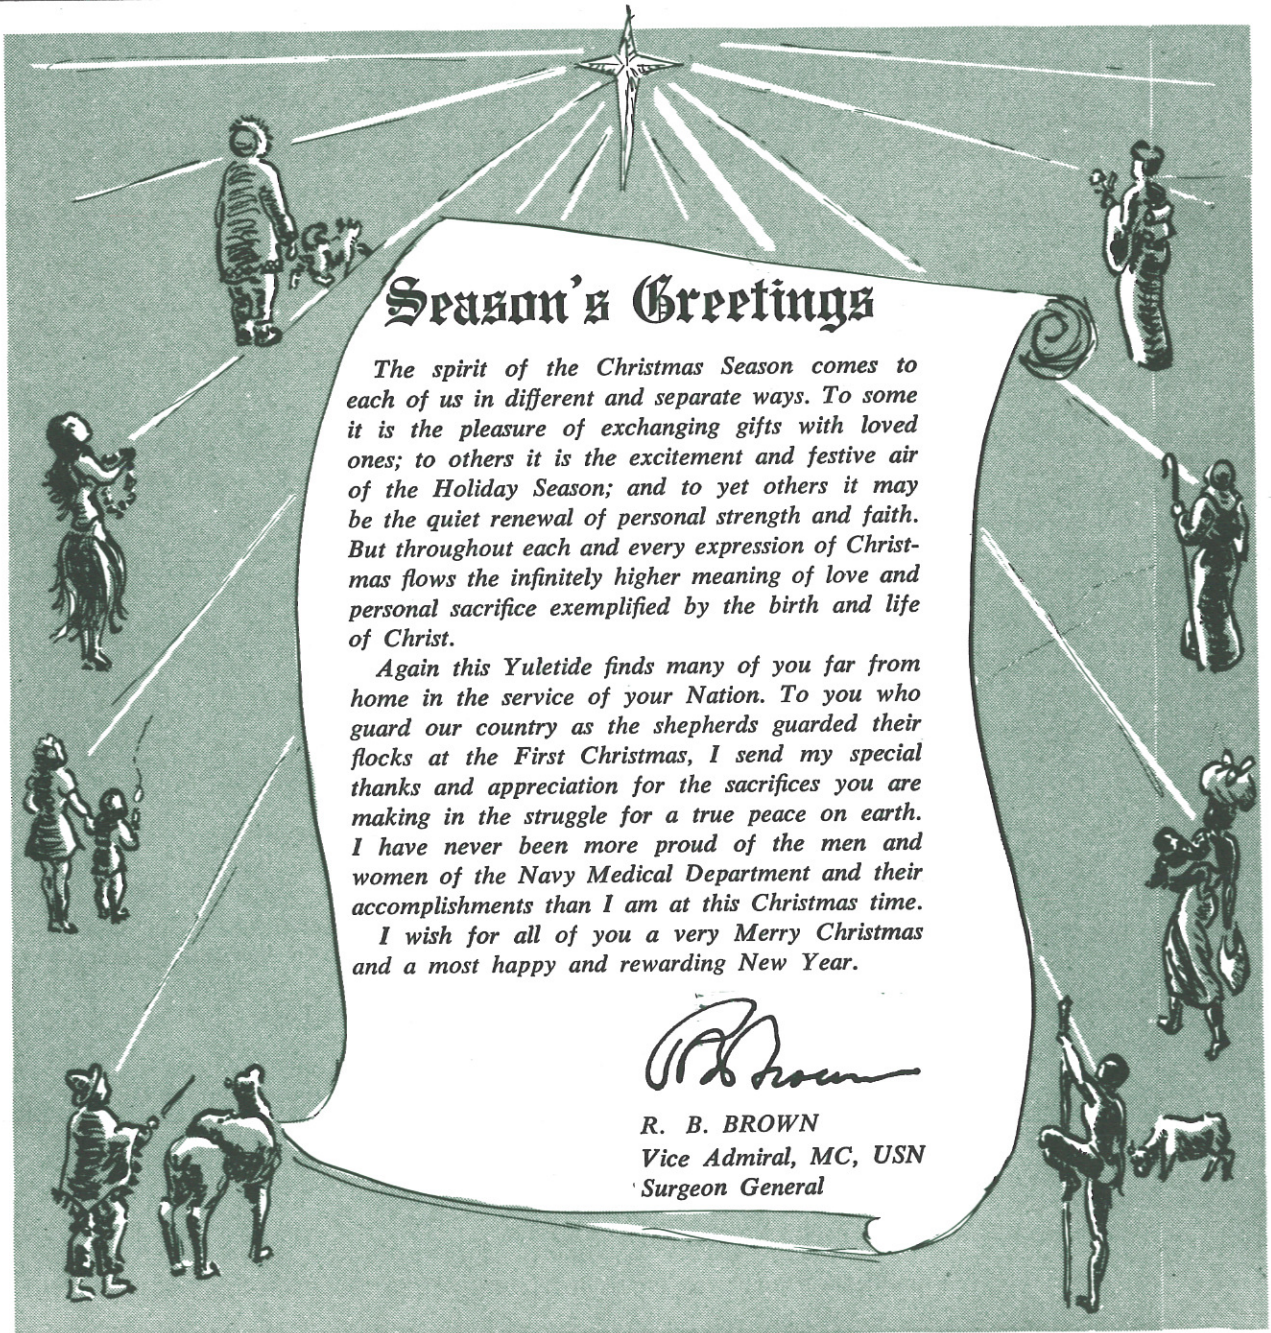 Season's Greetings
The spirit of the Christmas Season comes to
each of us in different and separate ways. To some
it is the pleasure of exchanging gifts with loved
ones; to others it is the excitement and festive air
of the Holiday Season; and to yet others it may
be the quiet renewal of personal strength and faith.
But throughout each and every expression of Christ-
mas flows the infinitely higher meaning of love and
personal sacrifice exemplified by the birth and life
of Christ.
Again this Yuletide finds many of you far from
home in the service of your Nation. To you who
guard our country as the shepherds guarded their
flocks at the First Christmas, I send my special
thanks and appreciation for the sacrifices you are
making in the struggle for a true peace on earth.
I have never been more proud of the men and
women of the Navy Medical Department and their
accomplishments than I am at this Christmas time.
I wish for all of you a very Merry Christmas
and a most happy and rewarding New Year.
R B Brown
R. B. BROWN
Vice Admiral, MC, USN
Surgeon General